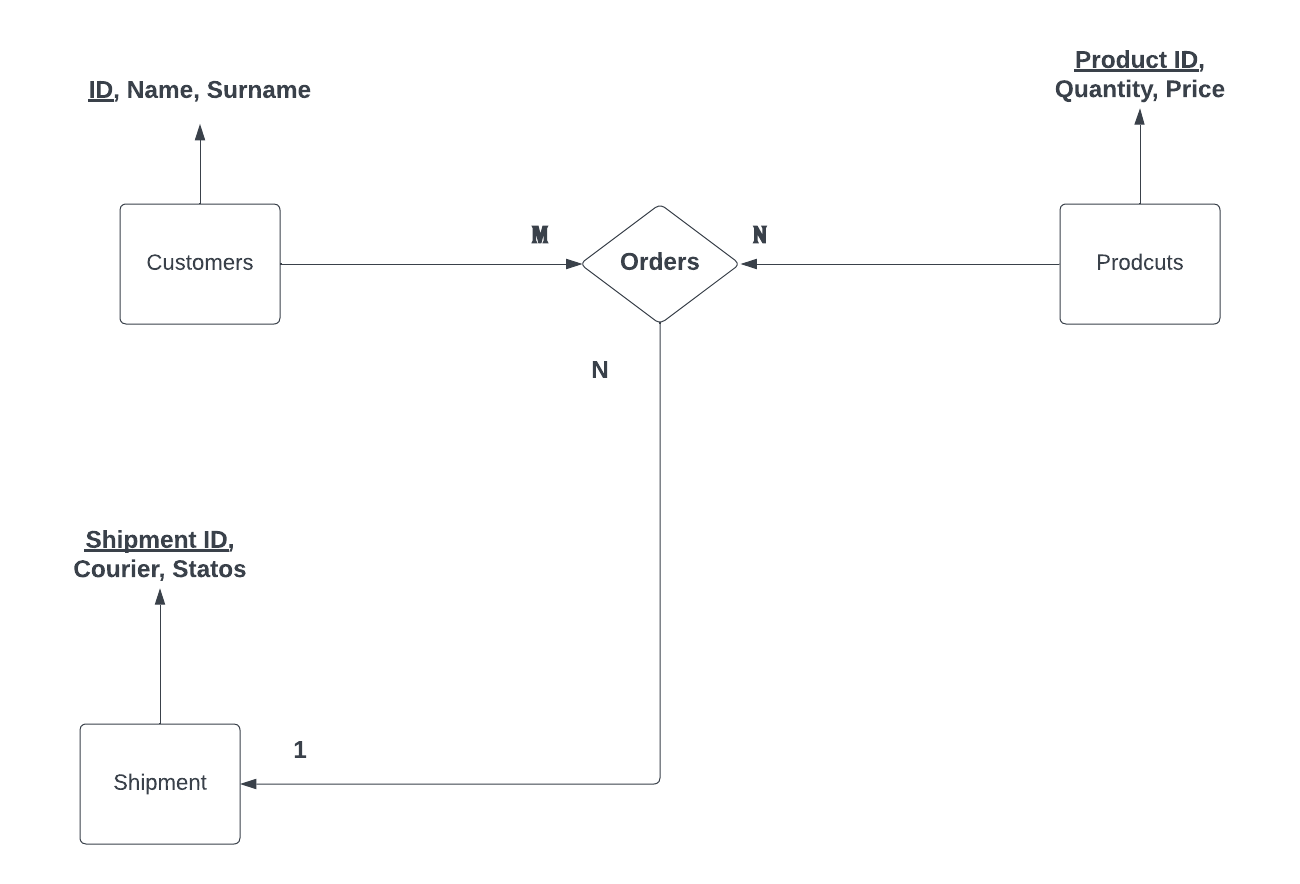 Product ID,
Quantity, Price
ID, Name, Surname
M
N
Customers
Orders
Prodcuts
N
Shipment ID,
Courier, Statos
1
Shipment